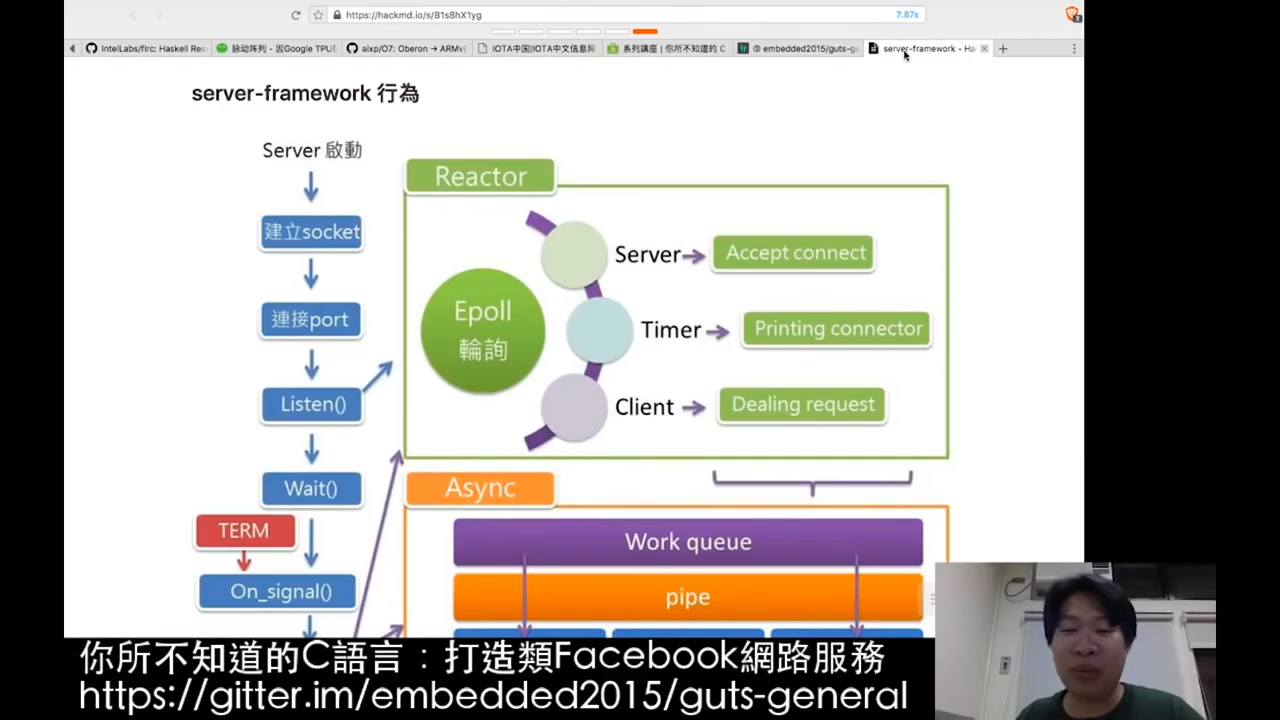 https://hackmd.io/s/B1s8hX1yg
7.87s
IntelLabs/flrc: Haskell Res
脉动阵列 - 因Google TPU
aixp/O7: Oberon → ARMv
IOTA中国|IOTA中文信息网
系列講座 | 你所不知道的 C
embedded2015/guts-g
server-framework - Ha
server-framework 行為
Server 啟動
建立socket
連接port
Listen()
Wait()
TERM
On_signal()
Reactor
Epoll
輪詢
Server
Accept connect
Timer
Printing connector
Client
Dealing request
Async
Work queue
pipe
你所不知道的C語言：打造類Facebook網路服務
https://gitter.im/embedded2015/guts-general